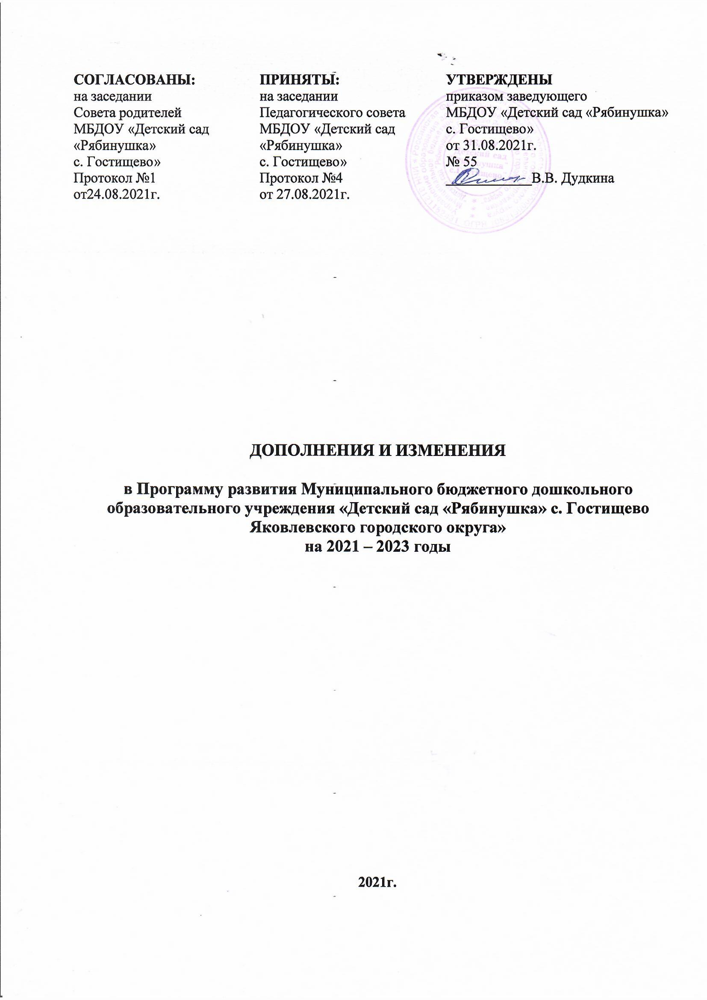 СОГЛАСОВАНЫ:
на заседании
Совета родителей
МБДОУ «Детский сад
«Рябинушка»
с. Гостищево»
Протокол №1
от24.08.2021г.
ПРИНЯТЫ:
на заседании
Педагогического совета
МБДОУ «Детский сад
«Рябинушка»
с. Гостищево»
Протокол №4
от 27.08.2021г.
УТВЕРЖДЕНЫ
приказом заведующего
МБДОУ «Детский сад «Рябинушка»
с. Гостищево»
от 31.08.2021г.
№ 55
В.В. Дудкина
ДОПОЛНЕНИЯ И ИЗМЕНЕНИЯ
в Программу развития Муниципального бюджетного дошкольного
образовательного учреждения «Детский сад «Рябинушка» с. Гостищево
Яковлевского городского округа»
на 2021 – 2023 годы
2021г.